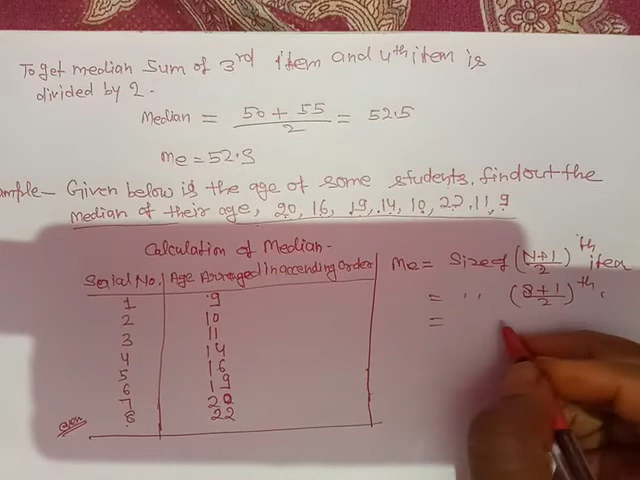 To get median Sum of 3rd item and 4th item is
divided by 2.
Median = 50 + 55 / 2 = 52.5
Me = 52.5
ample- Given below is the age of some students. find out the
Median of their age, 20, 16, 19, 14, 10, 22, 11, 9
Calculation of Median-
Serial No. Age Arranged in accending order
1 9
2 10
3 11
4 14
5 16
6 19
7 20
8 22
Me = Size of (N+1/2)th item
= " (8+1/2)th.
=